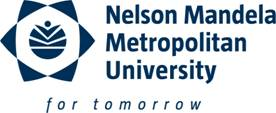 Nelson Mandela
Metropolitan
University
for tomorrow